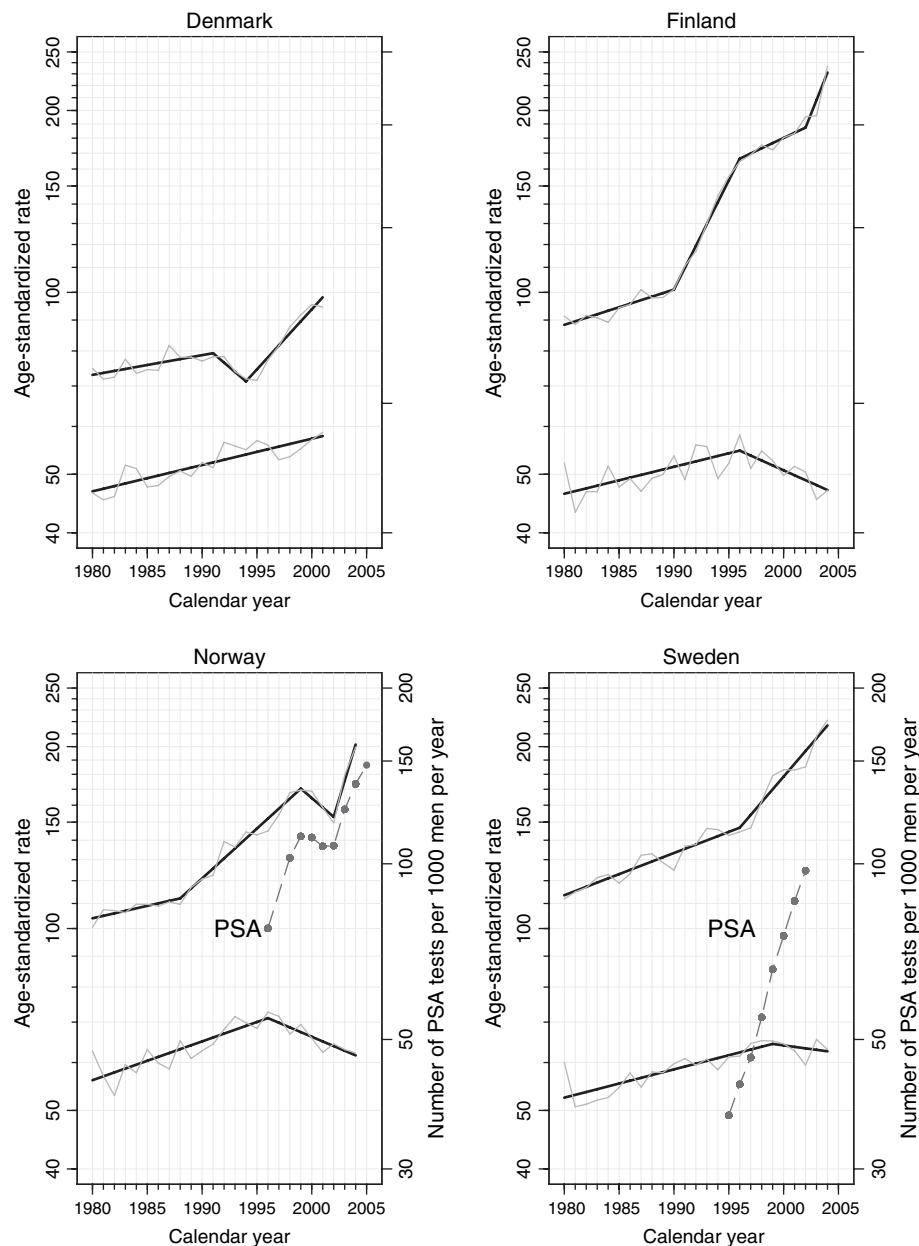 Denmark
Age-standardized rate
250
200
150
100
50
40
1980 1985 1990 1995 2000 2005
Calendar year
Finland
Age-standardized rate
250
200
150
100
50
40
1980 1985 1990 1995 2000 2005
Calendar year
Norway
Age-standardized rate
250
200
150
100
50
40
PSA
200
150
100
50
30
Number of PSA tests per 1000 men per year
1980 1985 1990 1995 2000 2005
Calendar year
Sweden
Age-standardized rate
250
200
150
100
50
40
PSA
200
150
100
50
30
Number of PSA tests per 1000 men per year
1980 1985 1990 1995 2000 2005
Calendar year